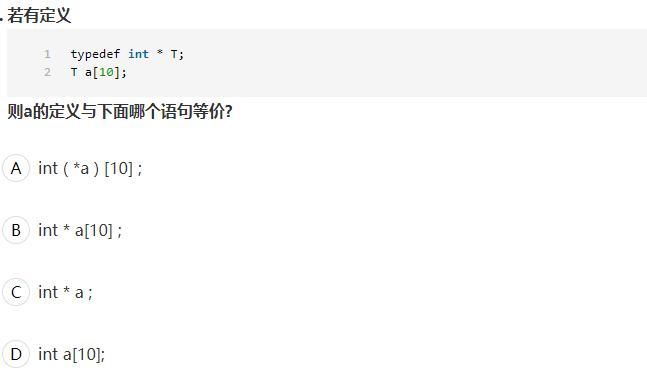 . 若有定义
1 typedef int * T;
2 T a[10];
则a的定义与下面哪个语句等价?
A int ( *a ) [10] ;
B int * a[10] ;
C int * a ;
D int a[10];